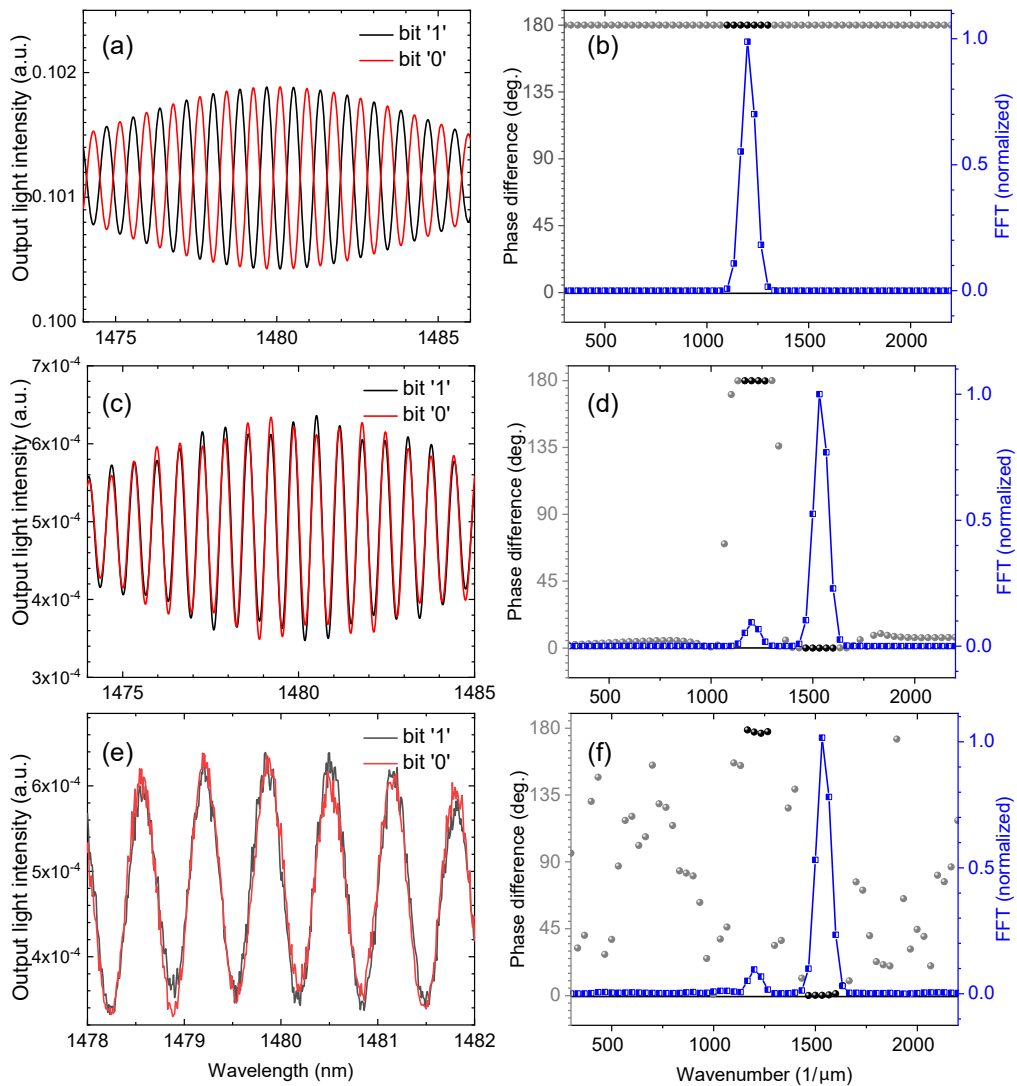 (a)
bit '1'
bit '0'
Output light intensity (a.u.)
0.102
0.101
0.100
1475
1480
1485
(b)
Phase difference (deg.)
180
135
90
45
0
500
1000
1500
2000
FFT (normalized)
1.0
0.5
0.0
(c)
bit '1'
bit '0'
Output light intensity (a.u.)
7x10-4
6x10-4
5x10-4
4x10-4
3x10-4
1475
1480
1485
(d)
Phase difference (deg.)
180
135
90
45
0
500
1000
1500
2000
FFT (normalized)
1.0
0.5
0.0
(e)
bit '1'
bit '0'
Output light intensity (a.u.)
6x10-4
5x10-4
4x10-4
1478
1479
1480
1481
1482
Wavelength (nm)
(f)
Phase difference (deg.)
180
135
90
45
0
500
1000
1500
2000
Wavenumber (1/μm)
FFT (normalized)
1.0
0.5
0.0